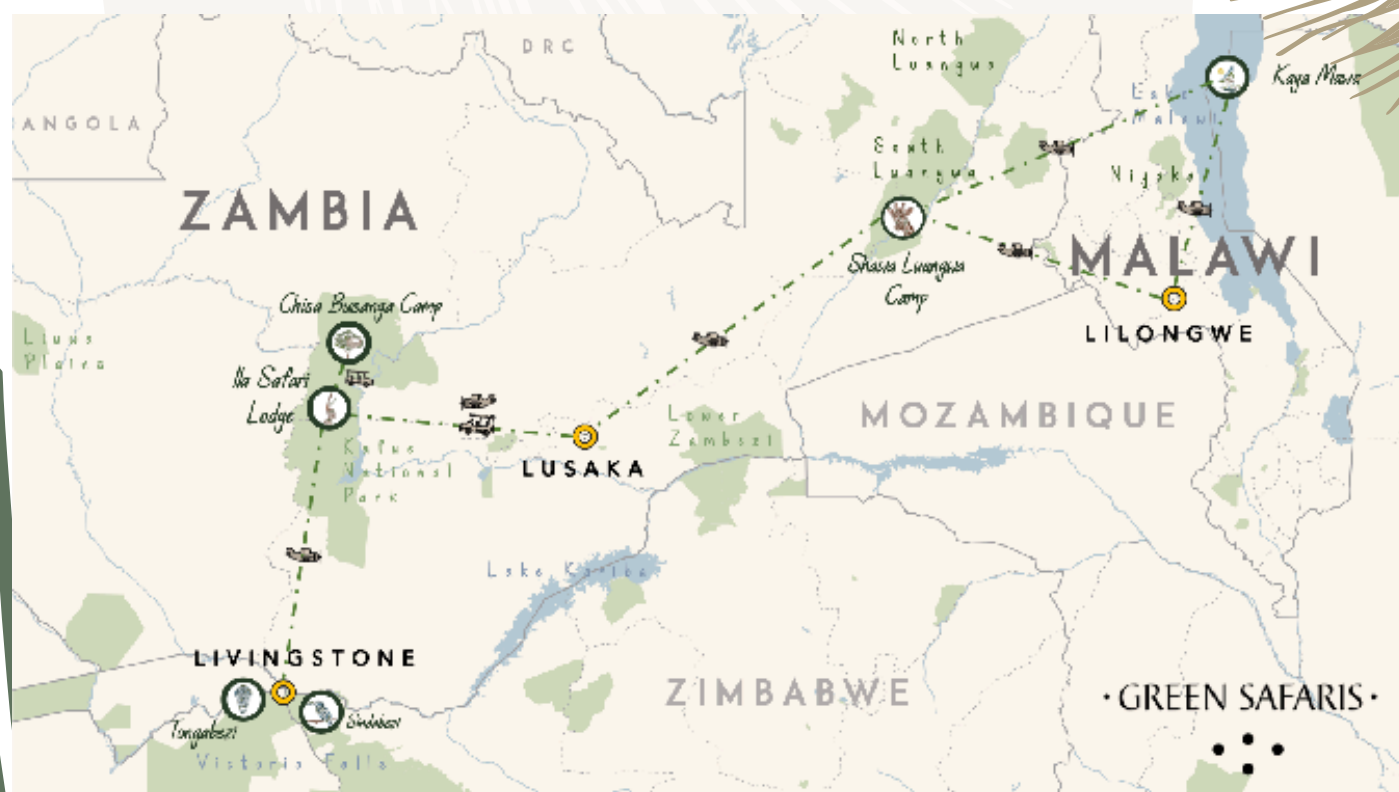 North
Luangwa
DRC
Kaya Mawa
Lake
Malawi
ANGOLA
South
Luangwa
ZAMBIA
MALAWI
Shawa Luangwa
Camp
Chisa Busanga Camp
LILONGWE
Liuwa
Plains
Ila Safari
Lodge
Lower
Zambezi
MOZAMBIQUE
Kafue
National
Park
LUSAKA
Lake Kariba
LIVINGSTONE
ZIMBABWE
· GREEN SAFARIS ·
Sindabezi
Tongabezi
Victoria Falls